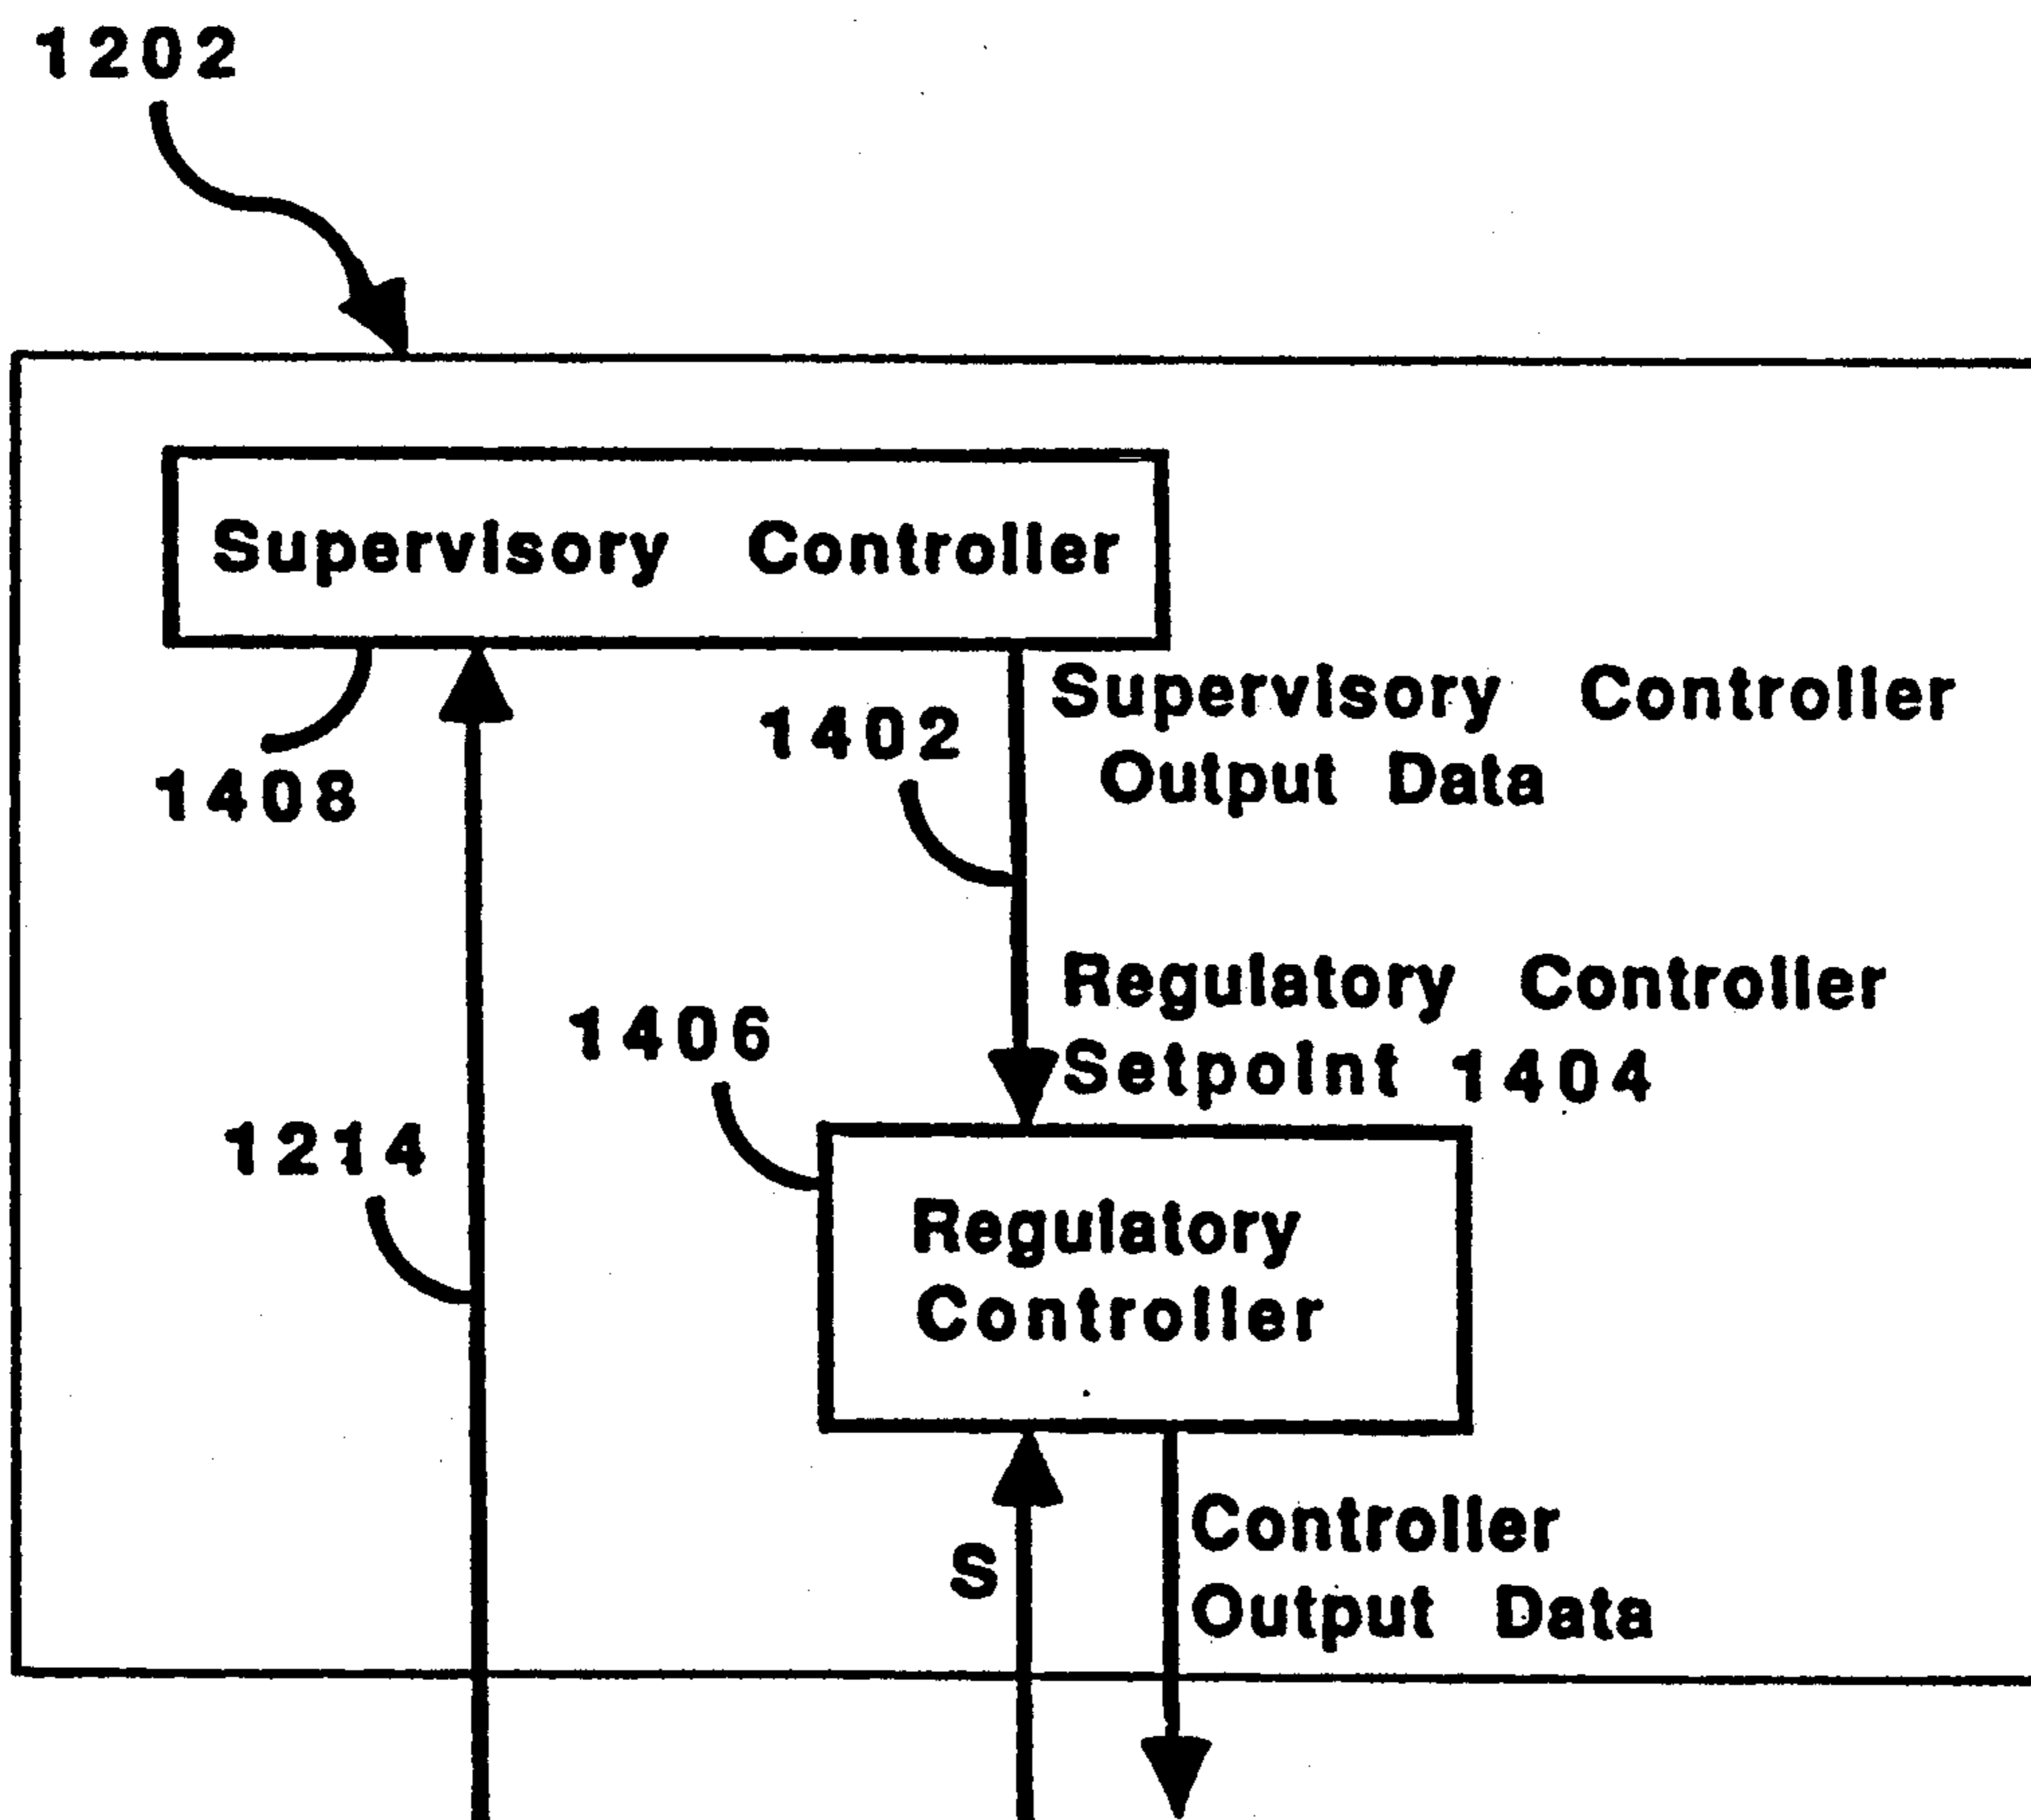 1202
Supervisory Controller
1408
1402
Supervisory Controller
Output Data
1406
Regulatory Controller
Setpoint 1404
1214
Regulatory
Controller
S
Controller
Output Data